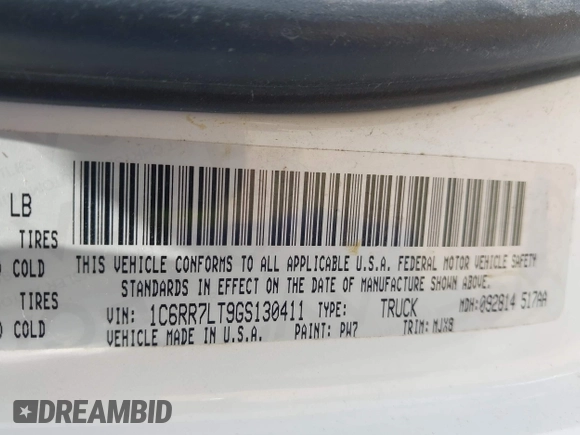 LB
TIRES
COLD
TIRES
COLD
THIS VEHICLE CONFORMS TO ALL APPLICABLE U.S.A. FEDERAL MOTOR VEHICLE SAFETY
STANDARDS IN EFFECT ON THE DATE OF MANUFACTURE SHOWN ABOVE.
VIN: 1C6RR7LT9GS130411 TYPE: TRUCK MDH: 092814 517AA
VEHICLE MADE IN U.S.A. PAINT: PW7 TRIM: MJX8
DREAMBID